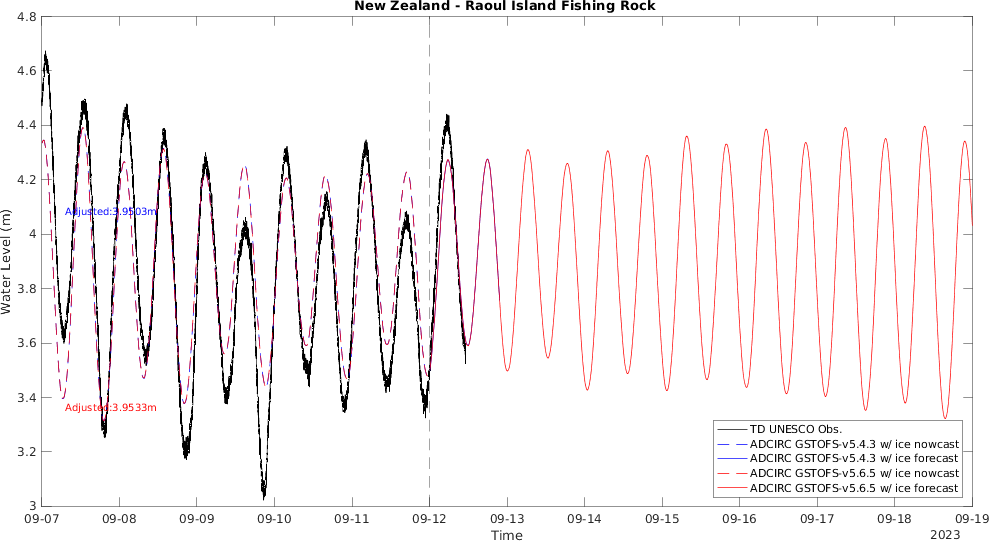 New Zealand - Raoul Island Fishing Rock
Water Level (m)
4.8
4.6
4.4
4.2
4
3.8
3.6
3.4
3.2
3
Adjusted:3.9503m
Adjusted:3.9533m
TD UNESCO Obs.
ADCIRC GSTOFS-v5.4.3 w/ ice nowcast
ADCIRC GSTOFS-v5.4.3 w/ ice forecast
ADCIRC GSTOFS-v5.6.5 w/ ice nowcast
ADCIRC GSTOFS-v5.6.5 w/ ice forecast
09-07 09-08 09-09 09-10 09-11 09-12 09-13 09-14 09-15 09-16 09-17 09-18 09-19
Time
2023